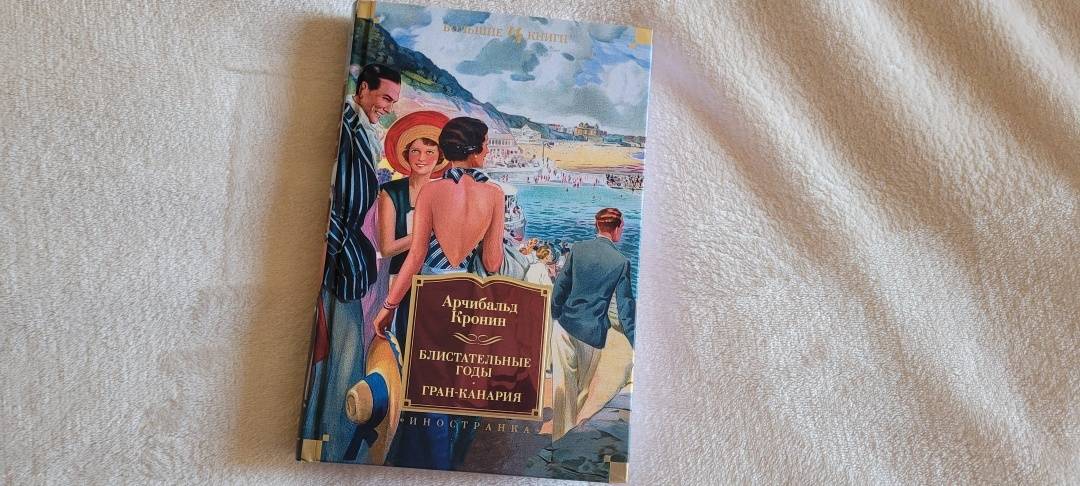 БОЛЬШИЕ КНИГИ
Арчибальд
Кронин
БЛИСТАТЕЛЬНЫЕ
ГОДЫ
·
ГРАН-КАНАРИЯ
«ИНОСТРАНКА»